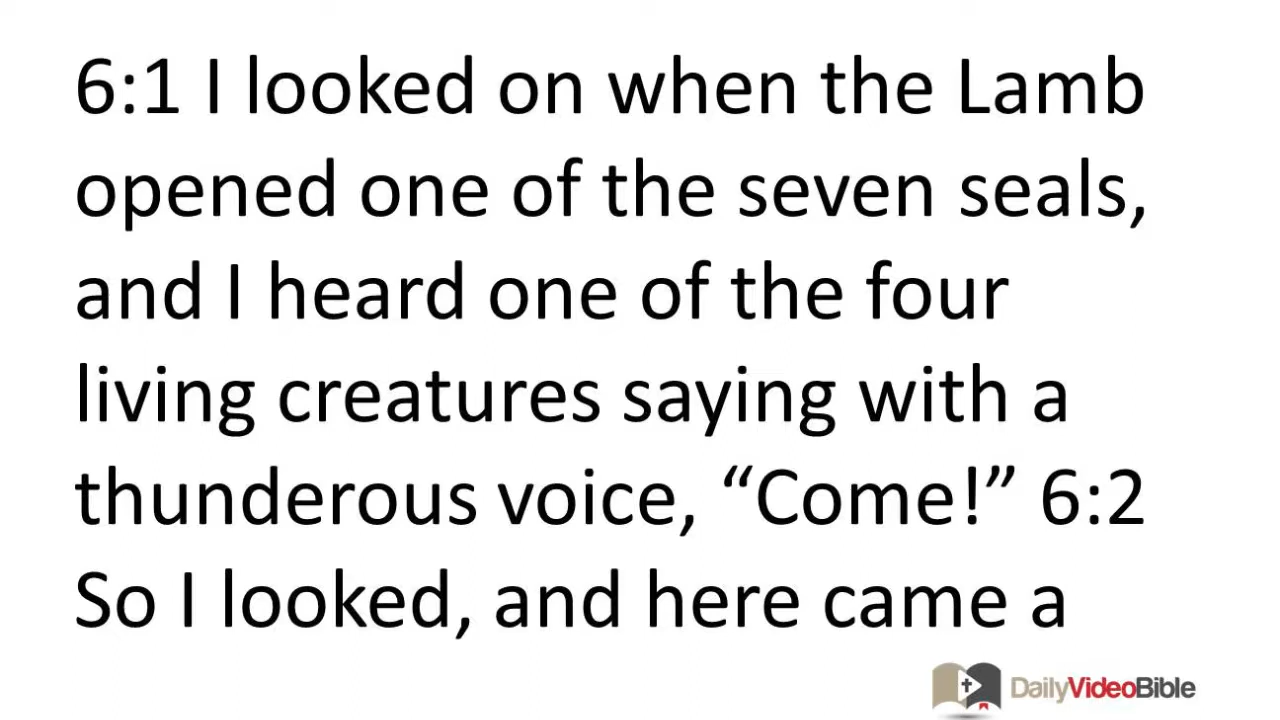 6:1 I looked on when the Lamb
opened one of the seven seals,
and I heard one of the four
living creatures saying with a
thunderous voice, “Come!” 6:2
So I looked, and here came a
DailyVideoBible